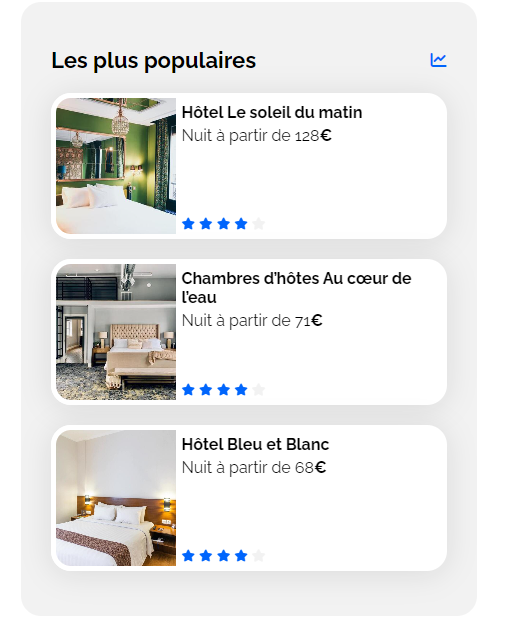 Les plus populaires
Hôtel Le soleil du matin
Nuit à partir de 128€
Chambres d’hôtes Au cœur de
l’eau
Nuit à partir de 71€
Hôtel Bleu et Blanc
Nuit à partir de 68€